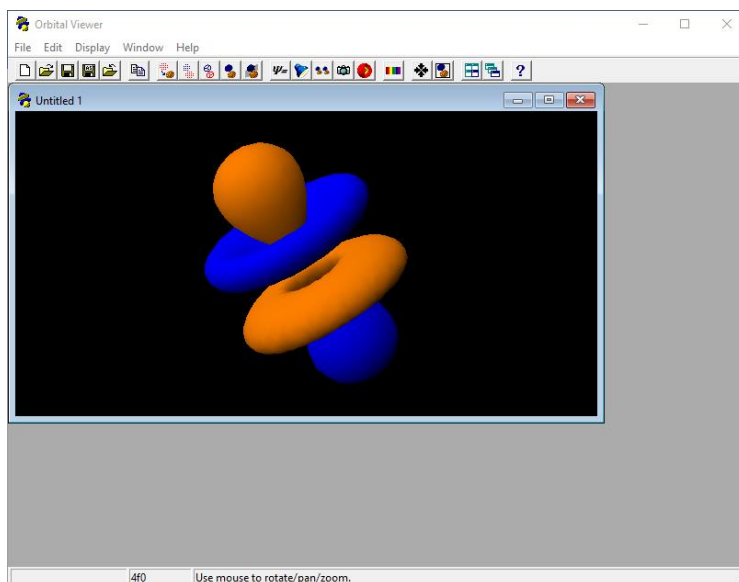 Orbital Viewer
File Edit Display Window Help
Ψ= ?
Untitled 1
4f0 Use mouse to rotate/pan/zoom.